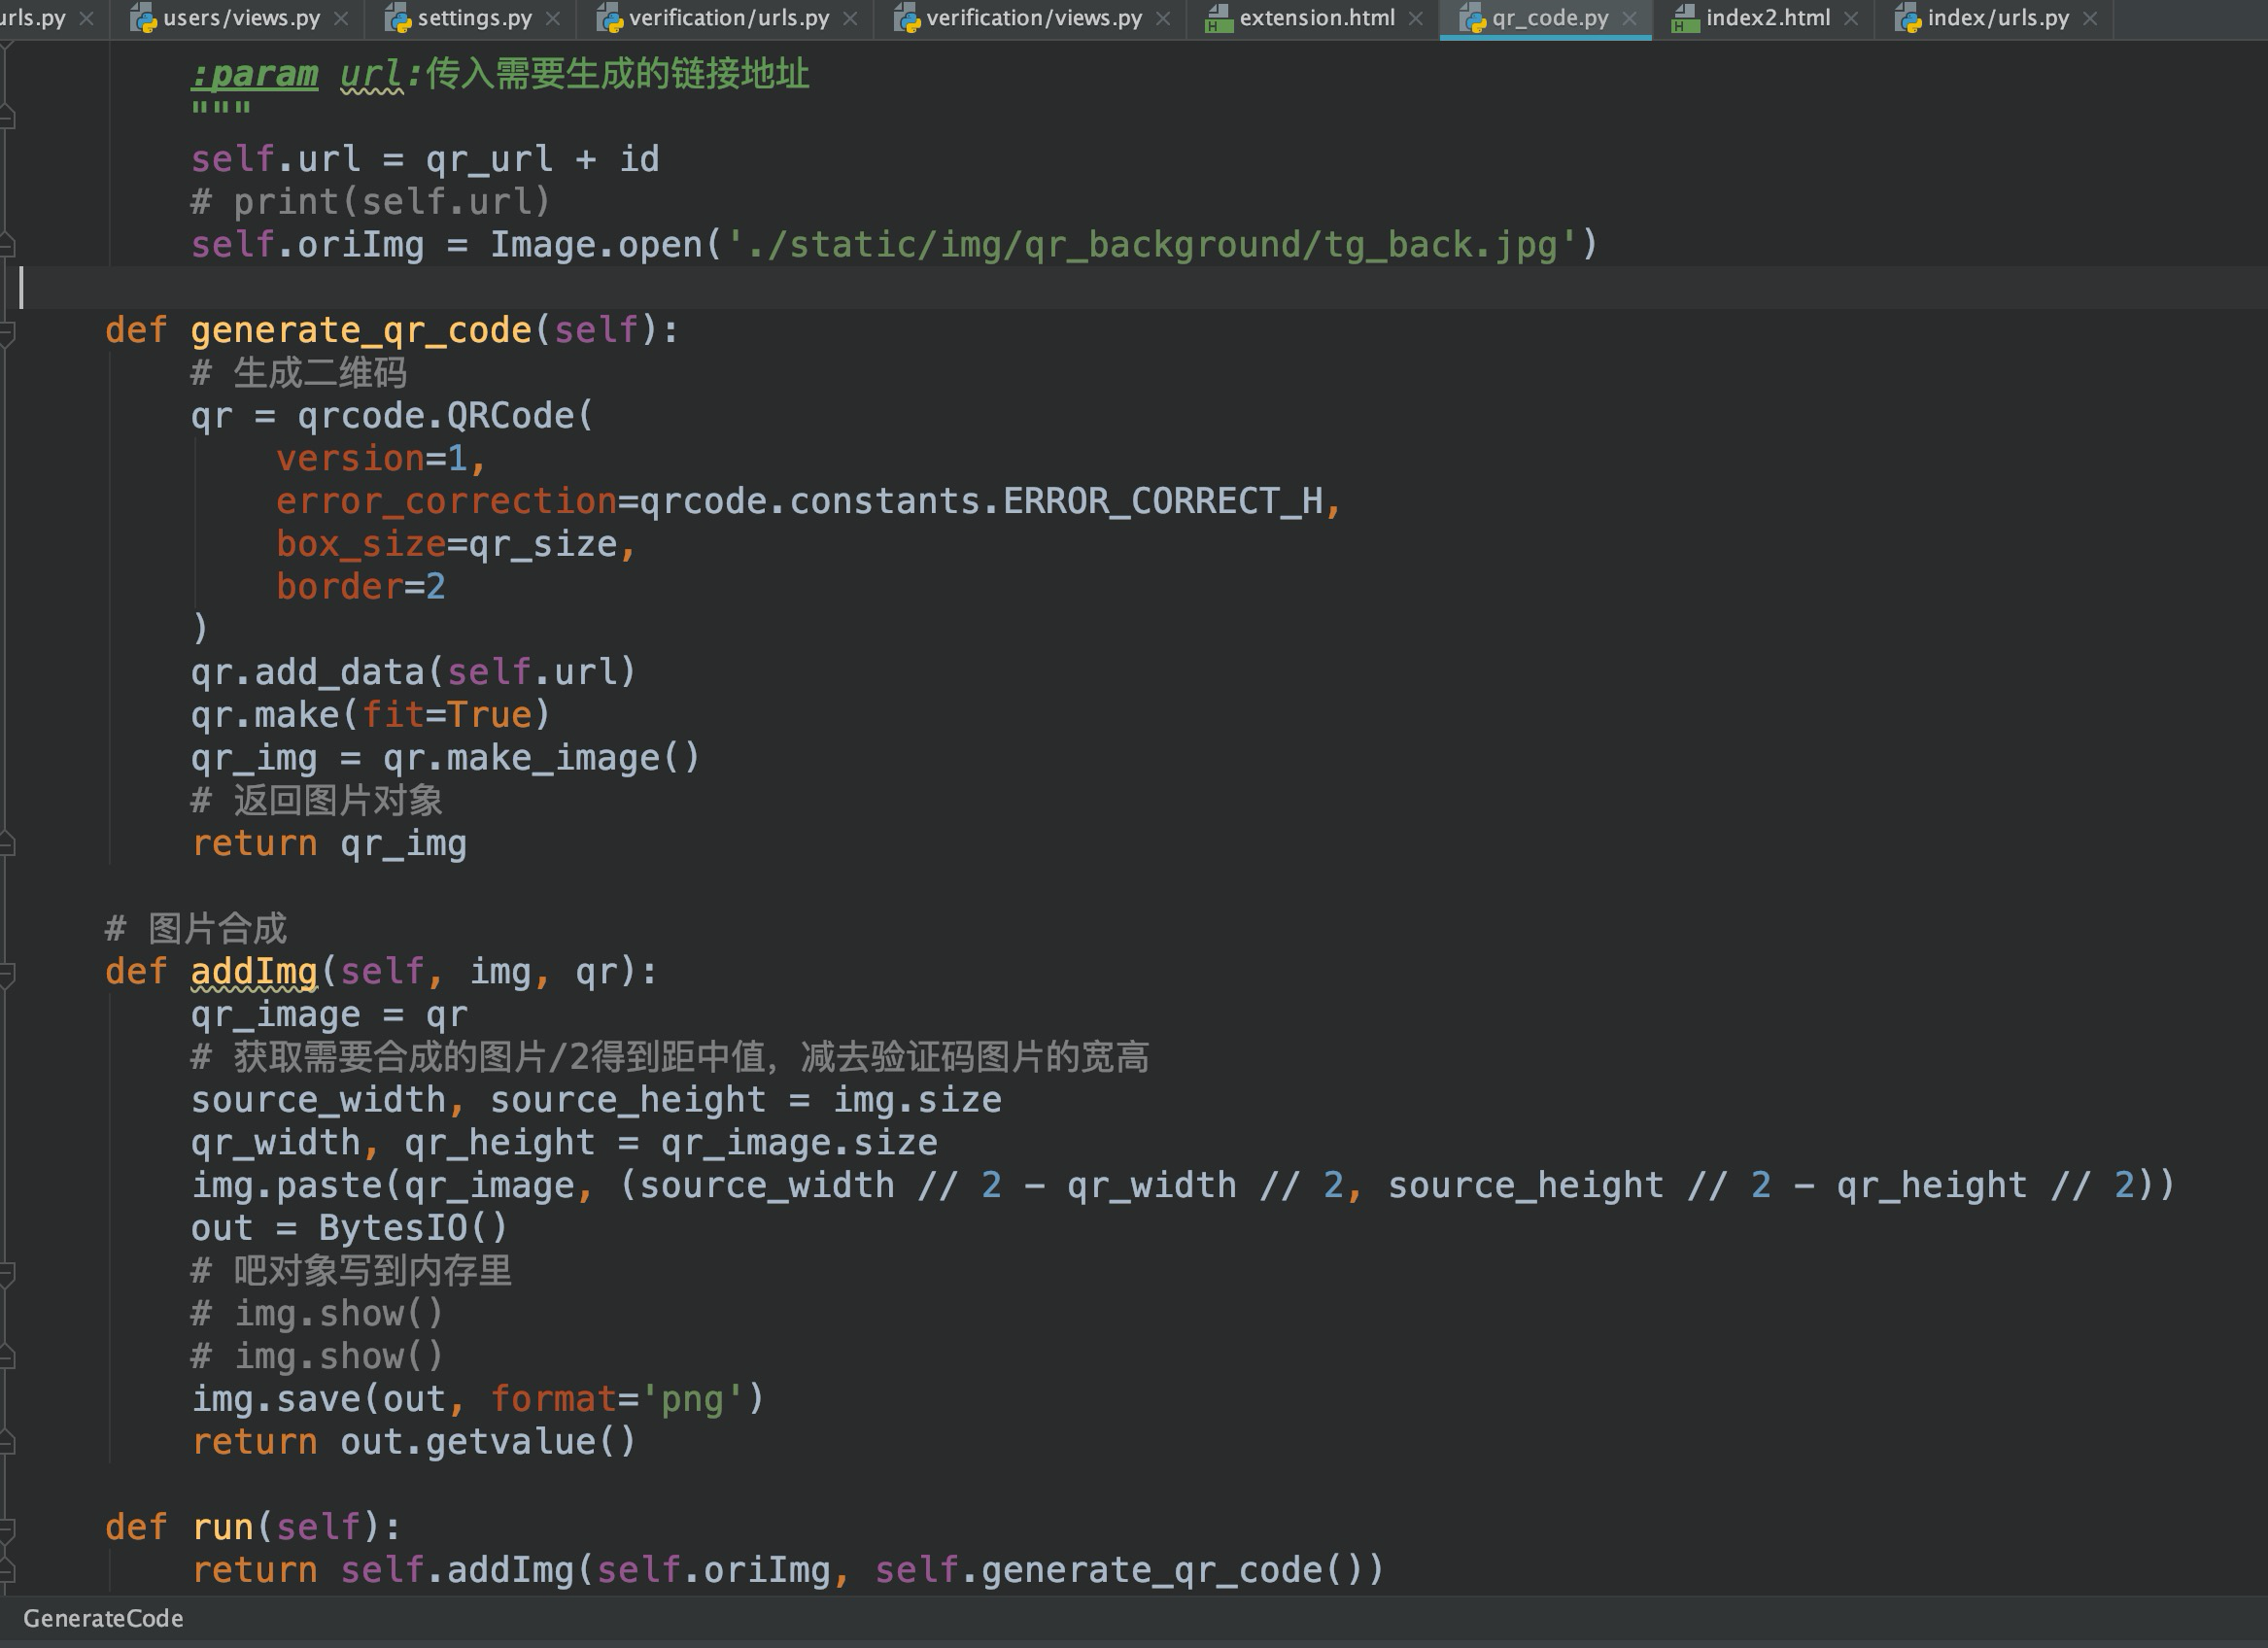 urls.py users/views.py settings.py verification/urls.py verification/views.py extension.html qr_code.py index2.html index/urls.py
:param url:传入需要生成的链接地址
"""
self.url = qr_url + id
# print(self.url)
self.oriImg = Image.open('./static/img/qr_background/tg_back.jpg')
def generate_qr_code(self):
# 生成二维码
qr = qrcode.QRCode(
version=1,
error_correction=qrcode.constants.ERROR_CORRECT_H,
box_size=qr_size,
border=2
)
qr.add_data(self.url)
qr.make(fit=True)
qr_img = qr.make_image()
# 返回图片对象
return qr_img
# 图片合成
def addImg(self, img, qr):
qr_image = qr
# 获取需要合成的图片/2得到距中值，减去验证码图片的宽高
source_width, source_height = img.size
qr_width, qr_height = qr_image.size
img.paste(qr_image, (source_width // 2 - qr_width // 2, source_height // 2 - qr_height // 2))
out = BytesIO()
# 吧对象写到内存里
# img.show()
# img.show()
img.save(out, format='png')
return out.getvalue()
def run(self):
return self.addImg(self.oriImg, self.generate_qr_code())
GenerateCode